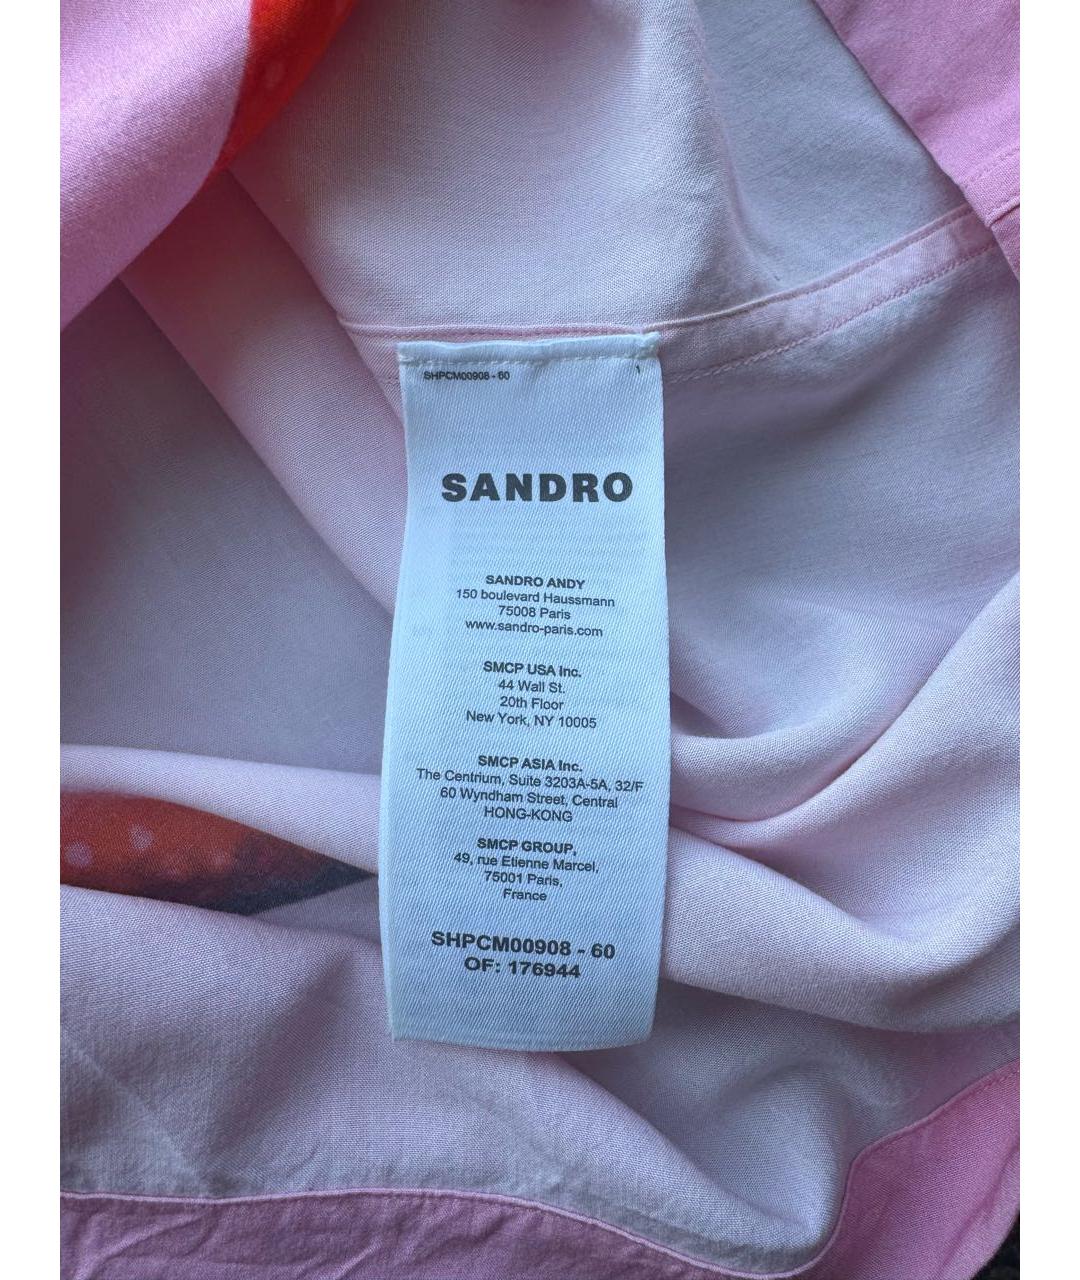 SHPCM00908 - 60
1
SANDRO
SANDRO ANDY
150 boulevard Haussmann
75008 Paris
www.sandro-paris.com
SMCP USA Inc.
44 Wall St.
20th Floor
New York, NY 10005
SMCP ASIA Inc.
The Centrium, Suite 3203A-5A, 32/F
60 Wyndham Street, Central
HONG-KONG
SMCP GROUP,
49, rue Etienne Marcel,
75001 Paris,
France
SHPCM00908 - 60
OF: 176944